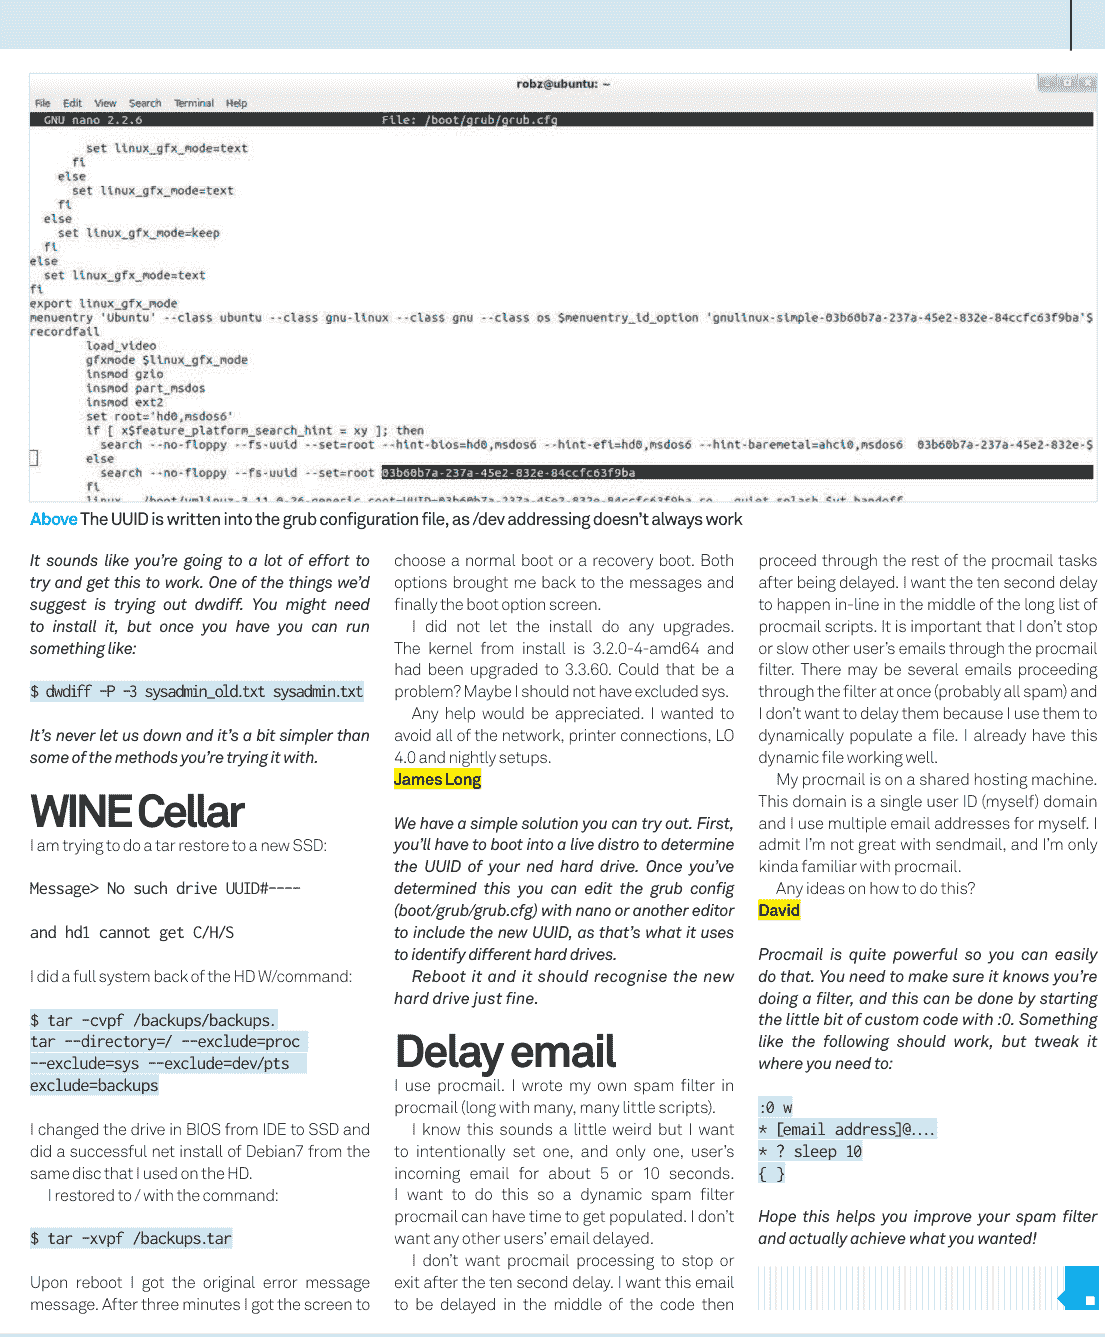 robz@ubuntu: ~
File Edit View Search Terminal Help
GNU nano 2.2.6 File: /boot/grub/grub.cfg
set linux_gfx_mode=text
fi
else
set linux_gfx_mode=text
fi
else
set linux_gfx_mode=keep
fi
else
set linux_gfx_mode=text
fi
export linux_gfx_mode
menuentry 'Ubuntu' --class ubuntu --class gnu-linux --class gnu --class os $menuentry_id_option 'gnulinux-simple-03b60b7a-237a-45e2-832e-84ccfc63f9ba'$
recordfail
load_video
gfxmode $linux_gfx_mode
insmod gzio
insmod part_msdos
insmod ext2
set root='hd0,msdos6'
if [ x$feature_platform_search_hint = xy ]; then
search --no-floppy --fs-uuid --set=root --hint-bios=hd0,msdos6 --hint-efi=hd0,msdos6 --hint-baremetal=ahci0,msdos6 03b60b7a-237a-45e2-832e-$
else
search --no-floppy --fs-uuid --set=root 03b60b7a-237a-45e2-832e-84ccfc63f9ba
fi
linux /boot/vmlinuz-3.11.0-26-generic root=UUID=03b60b7a-237a-45e2-832e-84ccfc63f9ba ro quiet splash $vt_handoff
Above The UUID is written into the grub configuration file, as /dev addressing doesn't always work
It sounds like you're going to a lot of effort to
try and get this to work. One of the things we'd
suggest is trying out dwdiff. You might need
to install it, but once you have you can run
something like:
$ dwdiff -P -3 sysadmin_old.txt sysadmin.txt
It's never let us down and it's a bit simpler than
some of the methods you're trying it with.
WINE Cellar
I am trying to do a tar restore to a new SSD:
Message> No such drive UUID#----
and hd1 cannot get C/H/S
I did a full system back of the HD W/command:
$ tar -cvpf /backups/backups.
tar --directory=/ --exclude=proc
--exclude=sys --exclude=dev/pts
exclude=backups
I changed the drive in BIOS from IDE to SSD and
did a successful net install of Debian7 from the
same disc that I used on the HD.
I restored to / with the command:
$ tar -xvpf /backups.tar
Upon reboot I got the original error message
message. After three minutes I got the screen to
choose a normal boot or a recovery boot. Both
options brought me back to the messages and
finally the boot option screen.
I did not let the install do any upgrades.
The kernel from install is 3.2.0-4-amd64 and
had been upgraded to 3.3.60. Could that be a
problem? Maybe I should not have excluded sys.
Any help would be appreciated. I wanted to
avoid all of the network, printer connections, LO
4.0 and nightly setups.
James Long
We have a simple solution you can try out. First,
you'll have to boot into a live distro to determine
the UUID of your ned hard drive. Once you've
determined this you can edit the grub config
(boot/grub/grub.cfg) with nano or another editor
to include the new UUID, as that's what it uses
to identify different hard drives.
Reboot it and it should recognise the new
hard drive just fine.
Delay email
I use procmail. I wrote my own spam filter in
procmail (long with many, many little scripts).
I know this sounds a little weird but I want
to intentionally set one, and only one, user's
incoming email for about 5 or 10 seconds.
I want to do this so a dynamic spam filter
procmail can have time to get populated. I don't
want any other users' email delayed.
I don't want procmail processing to stop or
exit after the ten second delay. I want this email
to be delayed in the middle of the code then
proceed through the rest of the procmail tasks
after being delayed. I want the ten second delay
to happen in-line in the middle of the long list of
procmail scripts. It is important that I don't stop
or slow other user's emails through the procmail
filter. There may be several emails proceeding
through the filter at once (probably all spam) and
I don't want to delay them because I use them to
dynamically populate a file. I already have this
dynamic file working well.
My procmail is on a shared hosting machine.
This domain is a single user ID (myself) domain
and I use multiple email addresses for myself. I
admit I'm not great with sendmail, and I'm only
kinda familiar with procmail.
Any ideas on how to do this?
David
Procmail is quite powerful so you can easily
do that. You need to make sure it knows you're
doing a filter, and this can be done by starting
the little bit of custom code with :0. Something
like the following should work, but tweak it
where you need to:
:0 w
* [email address]@....
* ? sleep 10
{ }
Hope this helps you improve your spam filter
and actually achieve what you wanted!